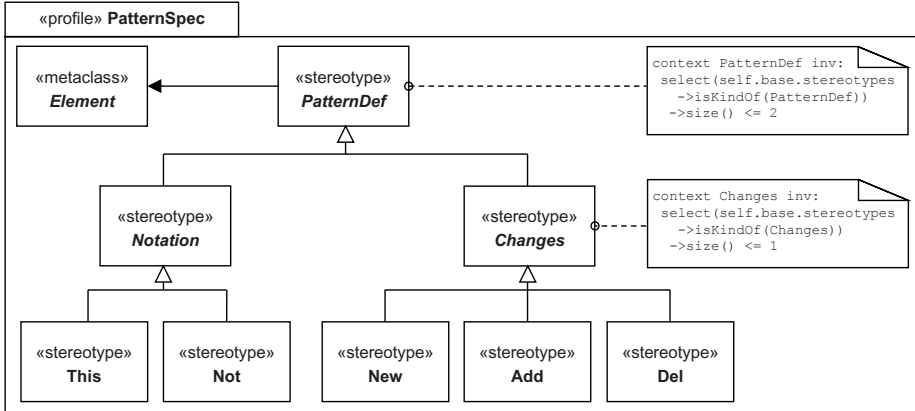 «profile» PatternSpec
«metaclass»
Element
«stereotype»
PatternDef
context PatternDef inv:
select(self.base.stereotypes
->isKindOf(PatternDef))
->size() <= 2
«stereotype»
Notation
«stereotype»
Changes
context Changes inv:
select(self.base.stereotypes
->isKindOf(Changes))
->size() <= 1
«stereotype»
This
«stereotype»
Not
«stereotype»
New
«stereotype»
Add
«stereotype»
Del